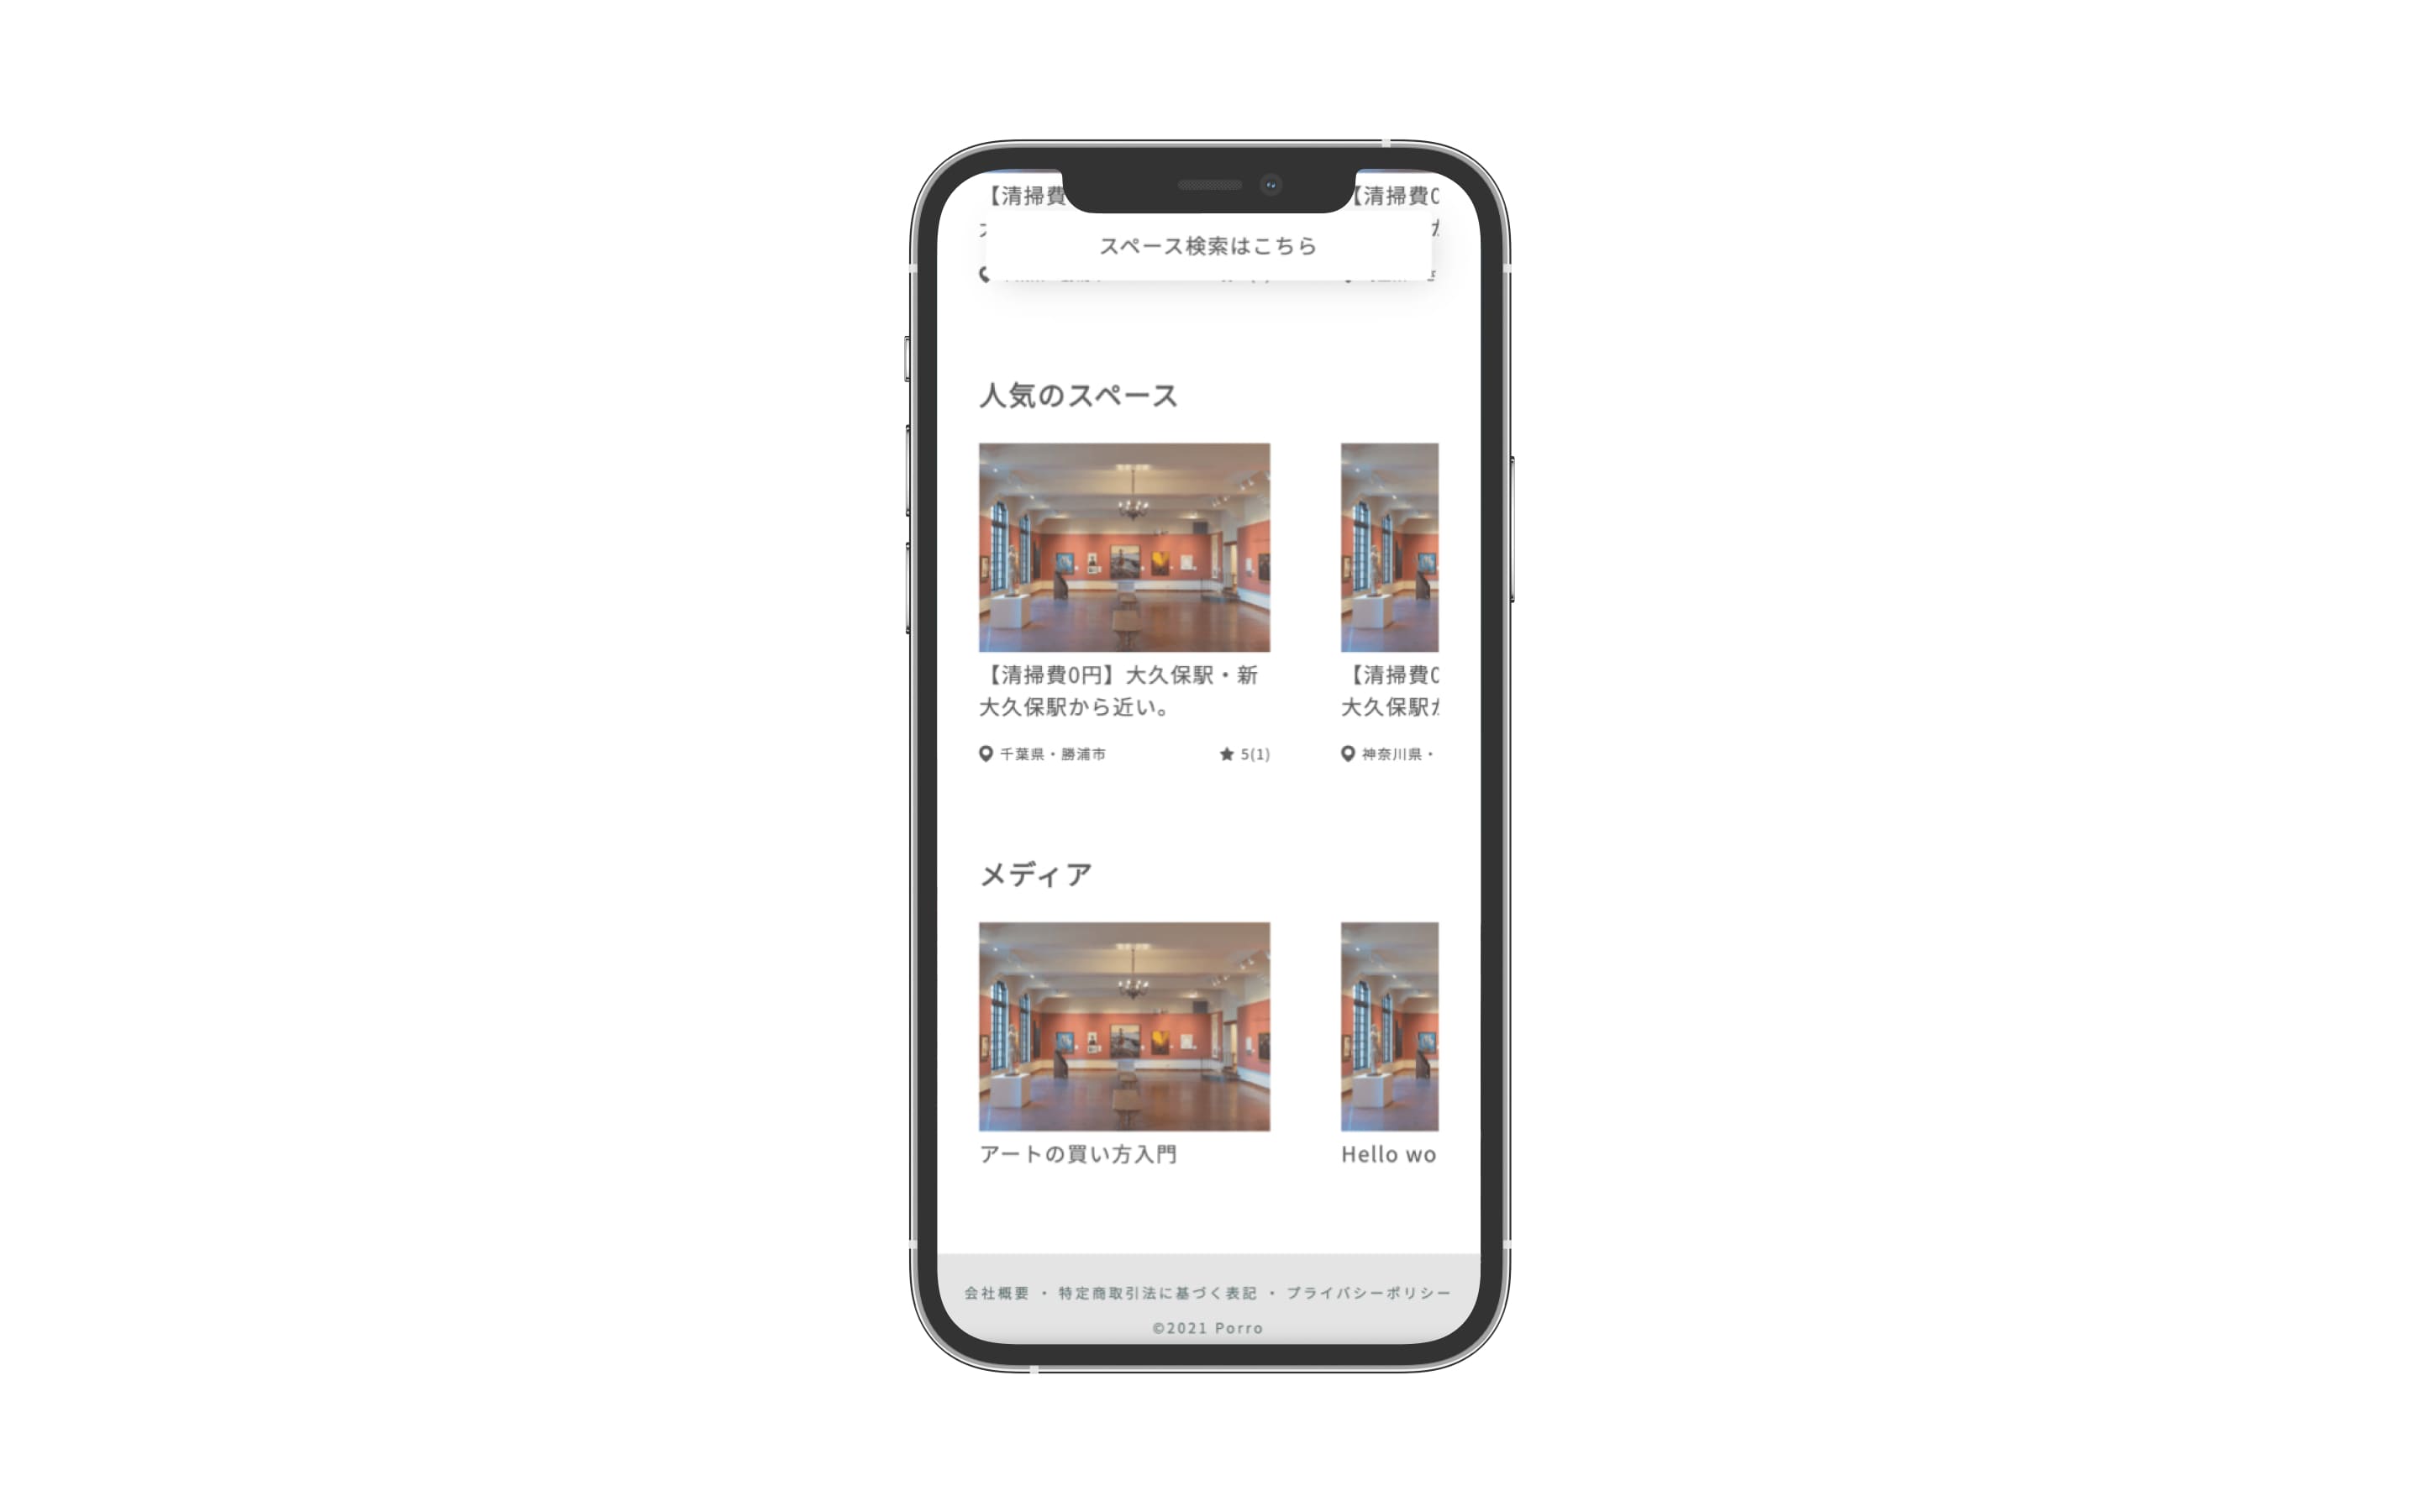 【清掃費
【清掃費0
スペース検索はこちら
人気のスペース
【清掃費0円】大久保駅・新
大久保駅から近い。
【清掃費0
大久保駅か
千葉県・勝浦市
★ 5(1)
神奈川県・
メディア
アートの買い方入門
Hello wo
会社概要 ・ 特定商取引法に基づく表記 ・ プライバシーポリシー
©2021 Porro